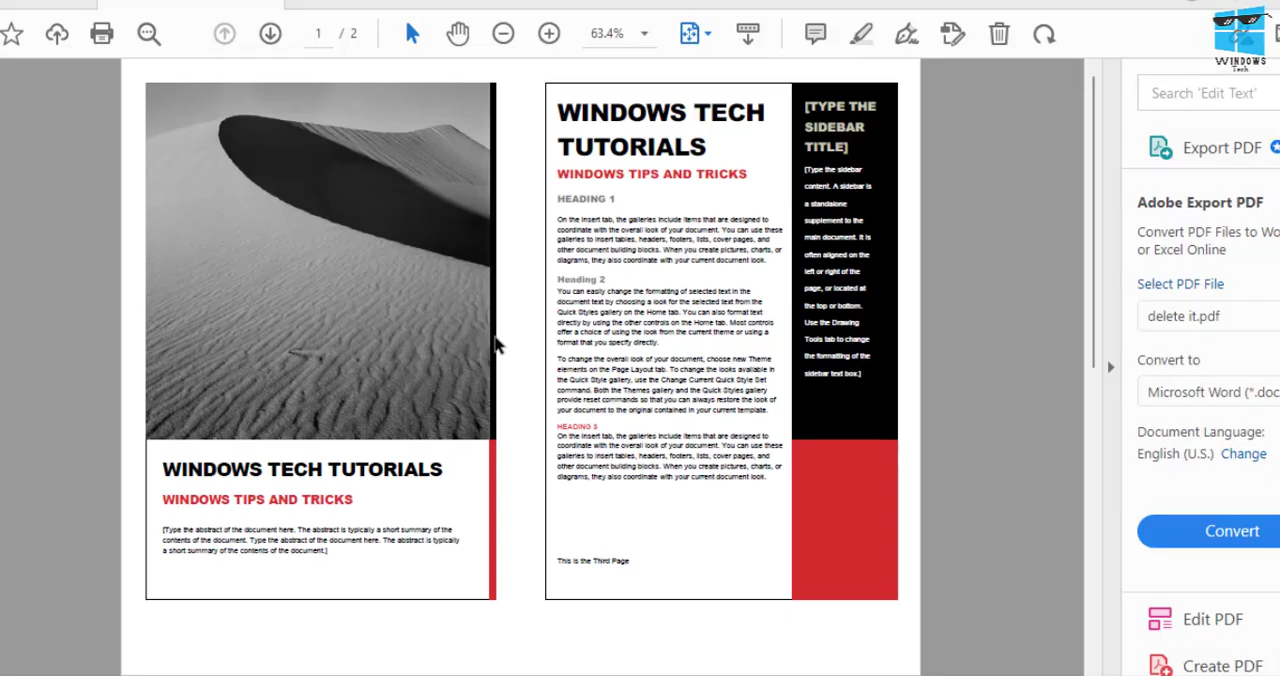 1 / 2
63.4%
WINDOWS
Tech
WINDOWS TECH TUTORIALS
WINDOWS TIPS AND TRICKS
[Type the abstract of the document here. The abstract is typically a short summary of the
contents of the document. Type the abstract of the document here. The abstract is typically
a short summary of the contents of the document.]
WINDOWS TECH
TUTORIALS
WINDOWS TIPS AND TRICKS
HEADING 1
On the Insert tab, the galleries include items that are designed to
coordinate with the overall look of your document. You can use these
galleries to insert tables, headers, footers, lists, cover pages, and
other document building blocks. When you create pictures, charts, or
diagrams, they also coordinate with your current document look.
Heading 2
You can easily change the formatting of selected text in the
document text by choosing a look for the selected text from the
Quick Styles gallery on the Home tab. You can also format text
directly by using the other controls on the Home tab. Most controls
offer a choice of using the look from the current theme or using a
format that you specify directly.
To change the overall look of your document, choose new Theme
elements on the Page Layout tab. To change the looks available in
the Quick Style gallery, use the Change Current Quick Style Set
command. Both the Themes gallery and the Quick Styles gallery
provide reset commands so that you can always restore the look of
your document to the original contained in your current template.
HEADING 3
On the Insert tab, the galleries include items that are designed to
coordinate with the overall look of your document. You can use these
galleries to insert tables, headers, footers, lists, cover pages, and
other document building blocks. When you create pictures, charts, or
diagrams, they also coordinate with your current document look.
This is the Third Page
[TYPE THE
SIDEBAR
TITLE]
[Type the sidebar
content. A sidebar is
a standalone
supplement to the
main document. It is
often aligned on the
left or right of the
page, or located at
the top or bottom.
Use the Drawing
Tools tab to change
the formatting of the
sidebar text box.]
Search 'Edit Text'
Export PDF
Adobe Export PDF
Convert PDF Files to Wo
or Excel Online
Select PDF File
delete it.pdf
Convert to
Microsoft Word (*.doc
Document Language:
English (U.S.) Change
Convert
Edit PDF
Create PDF